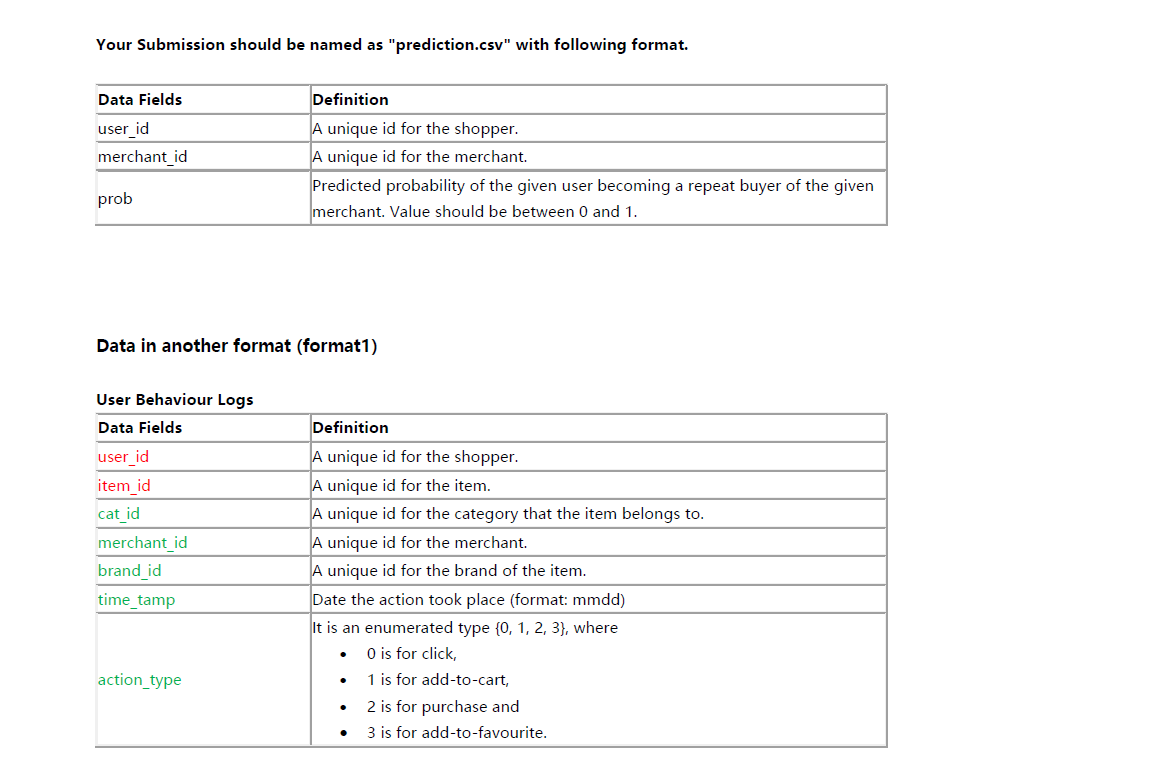 Your Submission should be named as "prediction.csv" with following format.
Data Fields Definition
user_id A unique id for the shopper.
merchant_id A unique id for the merchant.
prob Predicted probability of the given user becoming a repeat buyer of the given
merchant. Value should be between 0 and 1.
Data in another format (format1)
User Behaviour Logs
Data Fields Definition
user_id A unique id for the shopper.
item_id A unique id for the item.
cat_id A unique id for the category that the item belongs to.
merchant_id A unique id for the merchant.
brand_id A unique id for the brand of the item.
time_tamp Date the action took place (format: mmdd)
action_type It is an enumerated type {0, 1, 2, 3}, where
• 0 is for click,
• 1 is for add-to-cart,
• 2 is for purchase and
• 3 is for add-to-favourite.